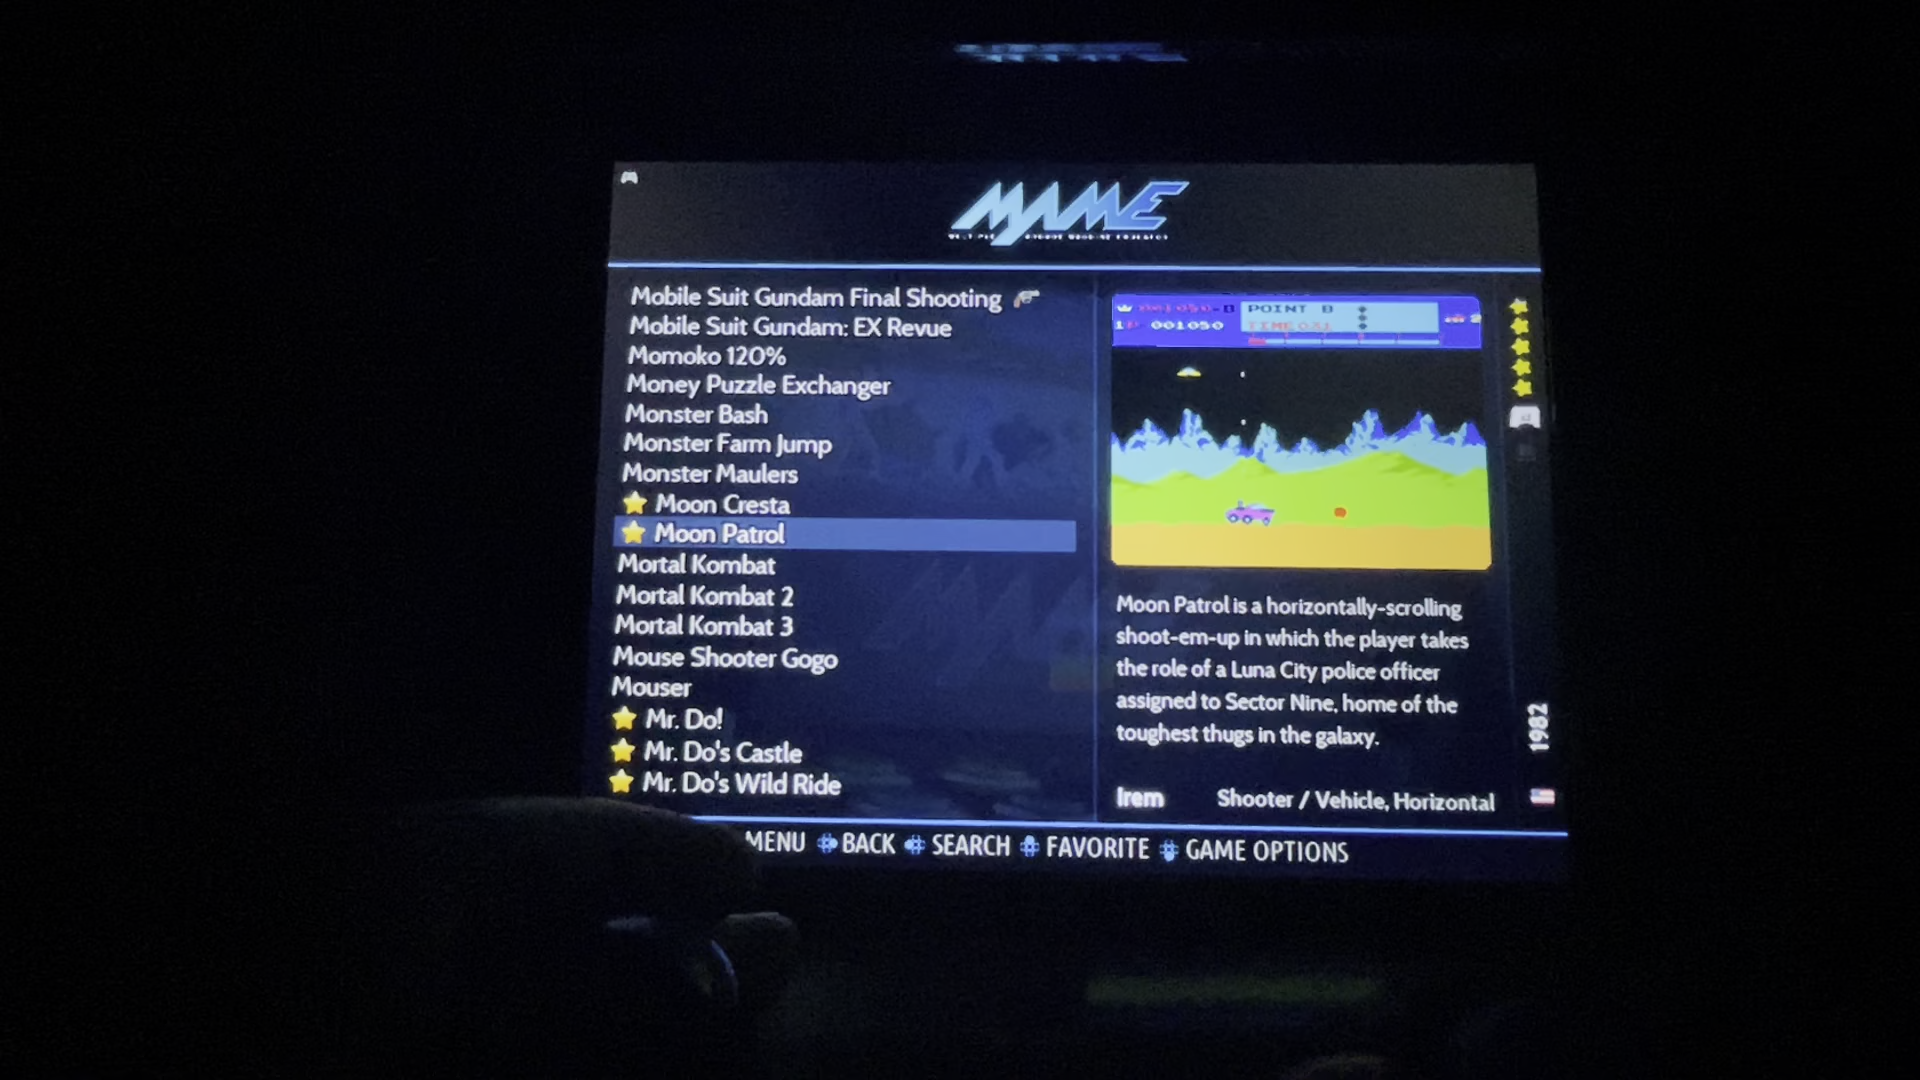 MAME
Mobile Suit Gundam Final Shooting
Mobile Suit Gundam: EX Revue
Momoko 120%
Money Puzzle Exchanger
Monster Bash
Monster Farm Jump
Monster Maulers
Moon Cresta
Moon Patrol
Mortal Kombat
Mortal Kombat 2
Mortal Kombat 3
Mouse Shooter Gogo
Mouser
Mr. Do!
Mr. Do's Castle
Mr. Do's Wild Ride
POINT B
001050
2
Moon Patrol is a horizontally-scrolling
shoot-em-up in which the player takes
the role of a Luna City police officer
assigned to Sector Nine, home of the
toughest thugs in the galaxy.
1982
Irem Shooter / Vehicle, Horizontal
MENU BACK SEARCH FAVORITE GAME OPTIONS